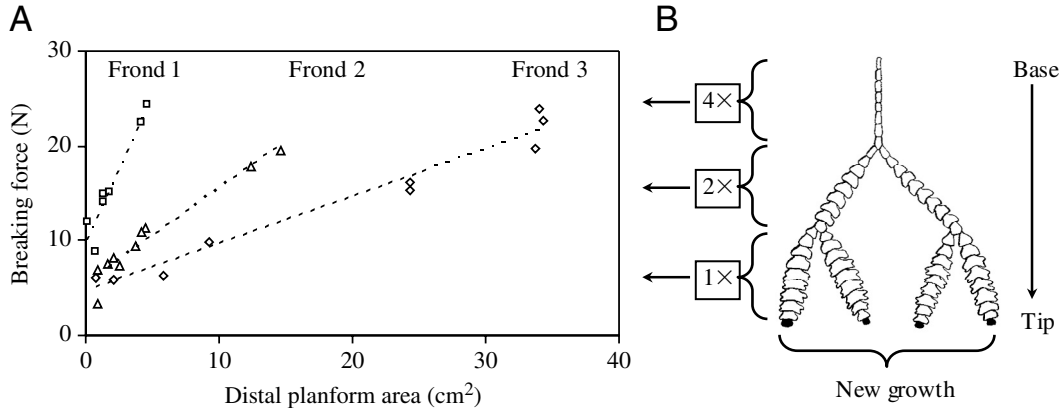 A
B
30
20
10
0
Breaking force (N)
Frond 1
Frond 2
Frond 3
0
10
20
30
40
Distal planform area (cm²)
4×
2×
1×
Base
Tip
New growth